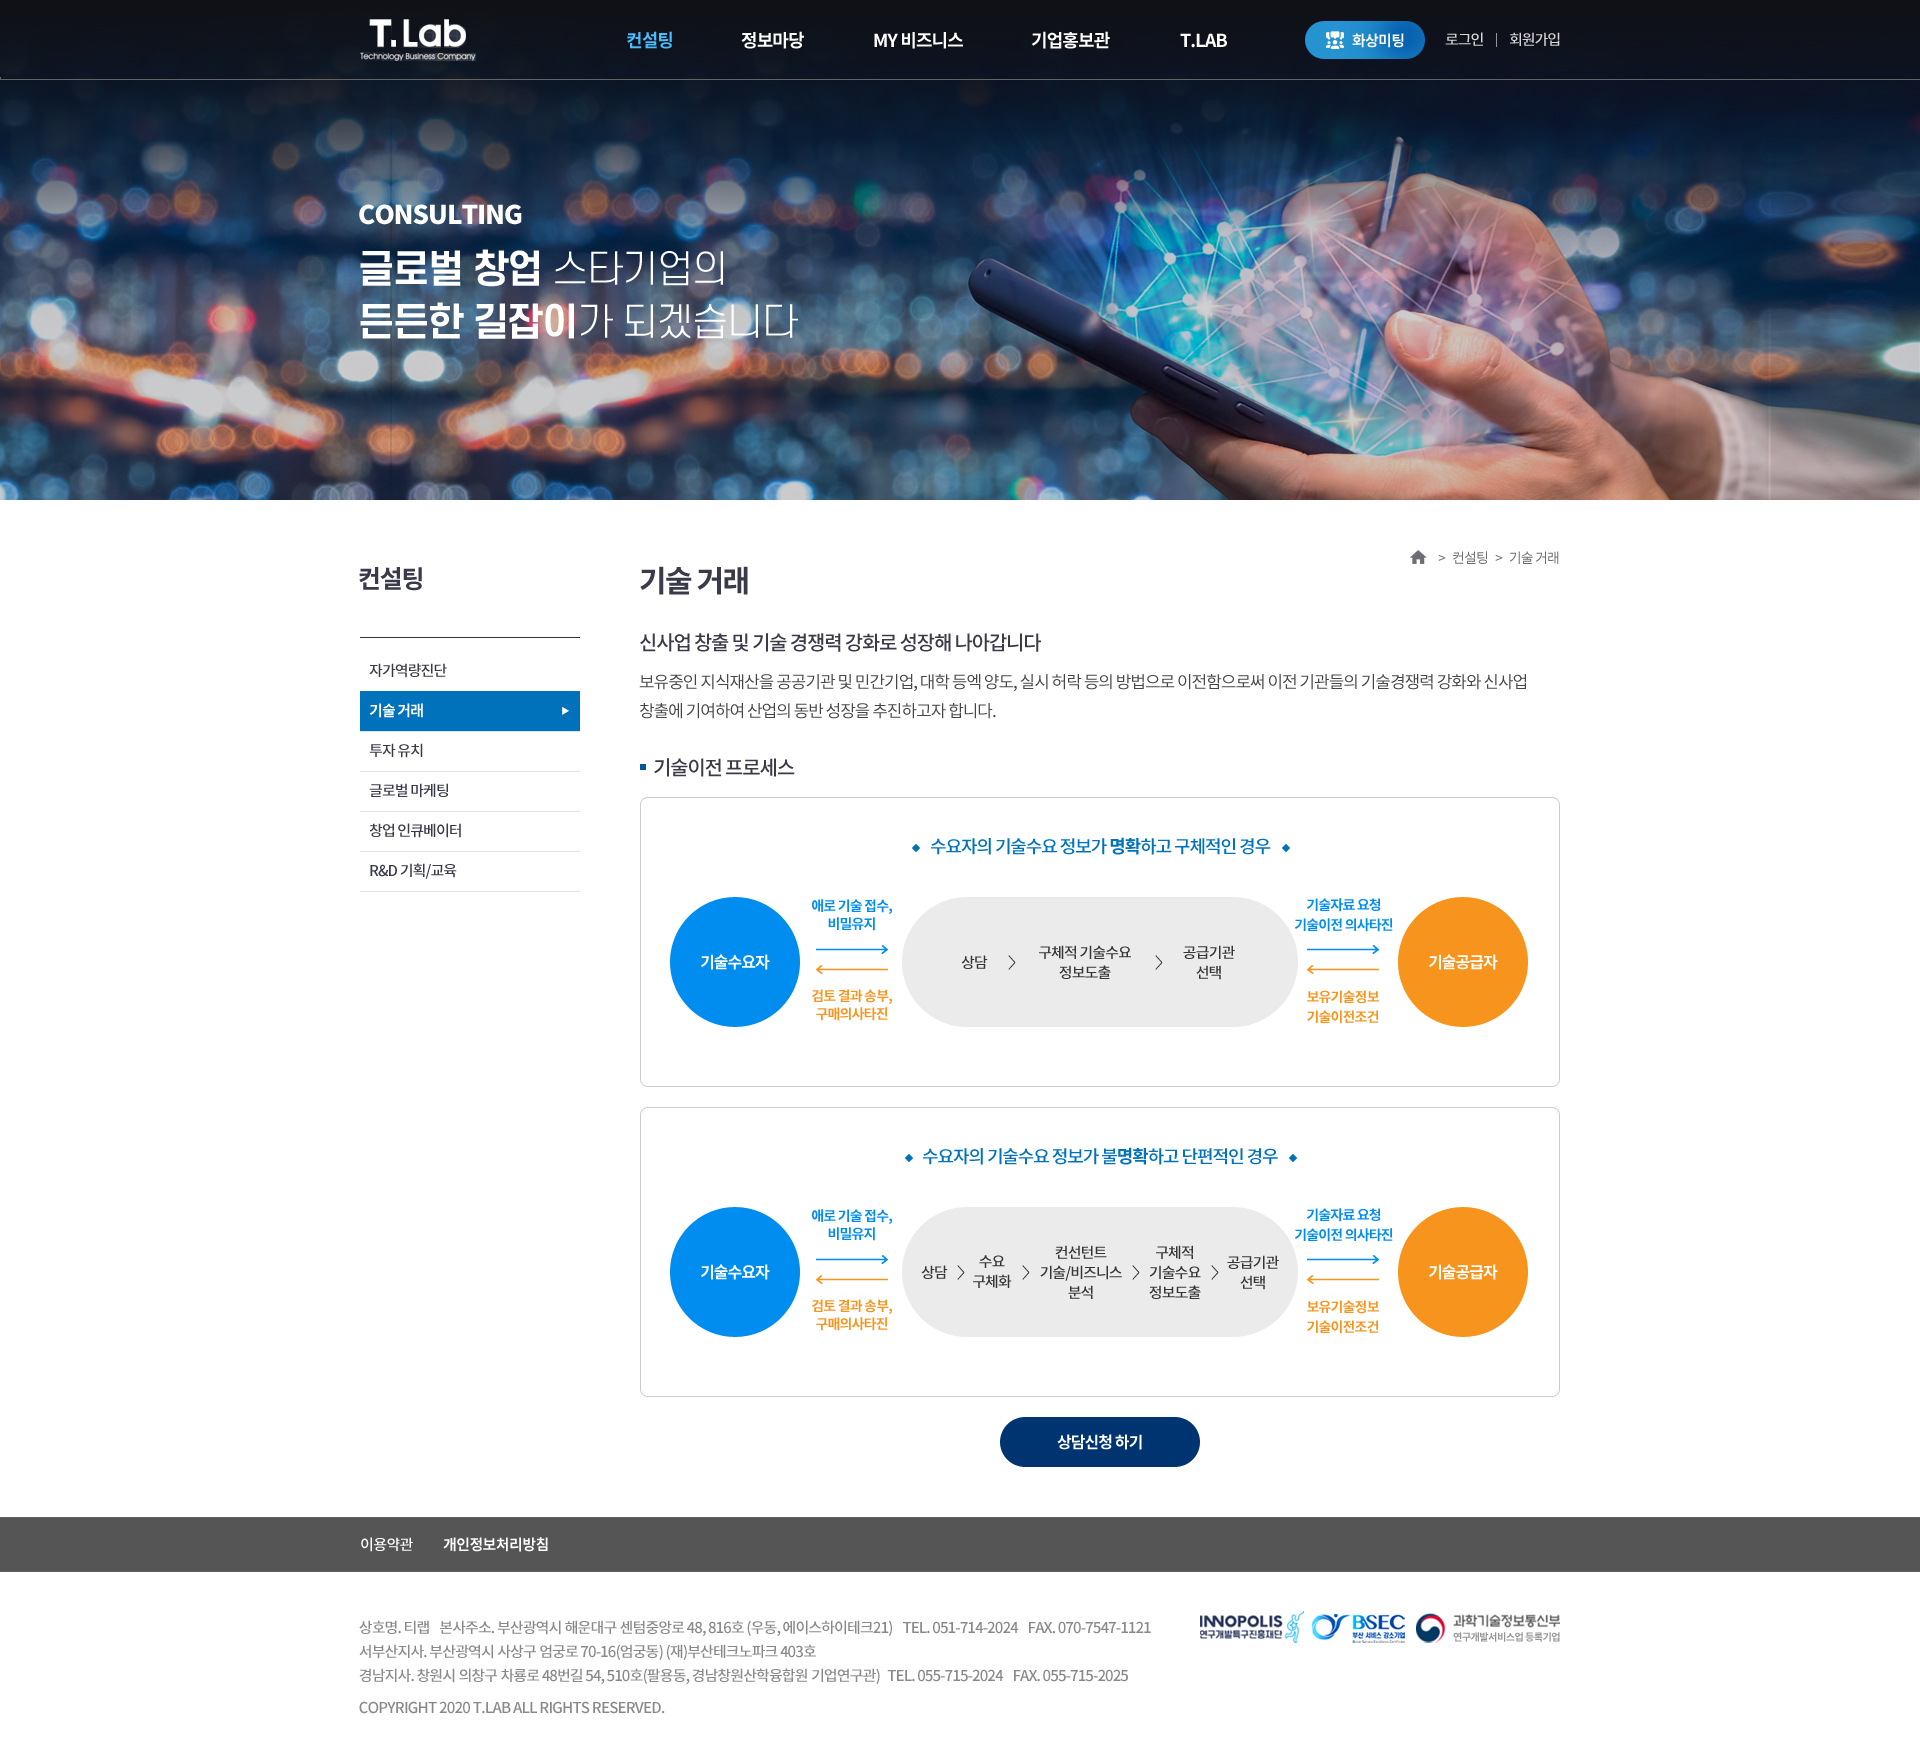 T.Lab
Technology Business Company
컨설팅
정보마당
MY 비즈니스
기업홍보관
T.LAB
화상미팅
로그인
회원가입
CONSULTING
글로벌 창업 스타기업의
든든한 길잡이가 되겠습니다
> 컨설팅 > 기술 거래
컨설팅
자가역량진단
기술 거래
투자 유치
글로벌 마케팅
창업 인큐베이터
R&D 기획/교육
기술 거래
신사업 창출 및 기술 경쟁력 강화로 성장해 나아갑니다
보유중인 지식재산을 공공기관 및 민간기업, 대학 등엑 양도, 실시 허락 등의 방법으로 이전함으로써 이전 기관들의 기술경쟁력 강화와 신사업
창출에 기여하여 산업의 동반 성장을 추진하고자 합니다.
기술이전 프로세스
수요자의 기술수요 정보가 명확하고 구체적인 경우
기술수요자
애로 기술 접수,
비밀유지
검토 결과 송부,
구매의사타진
상담
구체적 기술수요
정보도출
공급기관
선택
기술자료 요청
기술이전 의사타진
보유기술정보
기술이전조건
기술공급자
수요자의 기술수요 정보가 불명확하고 단편적인 경우
기술수요자
애로 기술 접수,
비밀유지
검토 결과 송부,
구매의사타진
상담
수요
구체화
컨선턴트
기술/비즈니스
분석
구체적
기술수요
정보도출
공급기관
선택
기술자료 요청
기술이전 의사타진
보유기술정보
기술이전조건
기술공급자
상담신청 하기
이용약관
개인정보처리방침
상호명. 티랩 본사주소. 부산광역시 해운대구 센텀중앙로 48, 816호 (우동, 에이스하이테크21) TEL. 051-714-2024 FAX. 070-7547-1121
서부산지사. 부산광역시 사상구 엄궁로 70-16(엄궁동) (재)부산테크노파크 403호
경남지사. 창원시 의창구 차룡로 48번길 54, 510호(팔용동, 경남창원산학융합원 기업연구관) TEL. 055-715-2024 FAX. 055-715-2025
COPYRIGHT 2020 T.LAB ALL RIGHTS RESERVED.
INNOPOLIS
연구개발특구진흥재단
BSEC
부산 서비스 강소기업
과학기술정보통신부
연구개발서비스업 등록기업